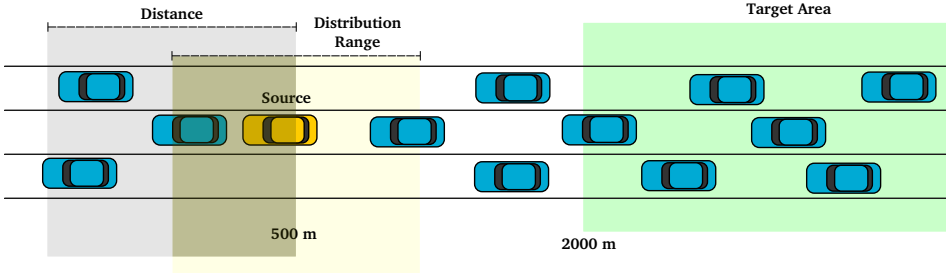 Distance
Distribution
Range
Target Area
Source
500 m
2000 m